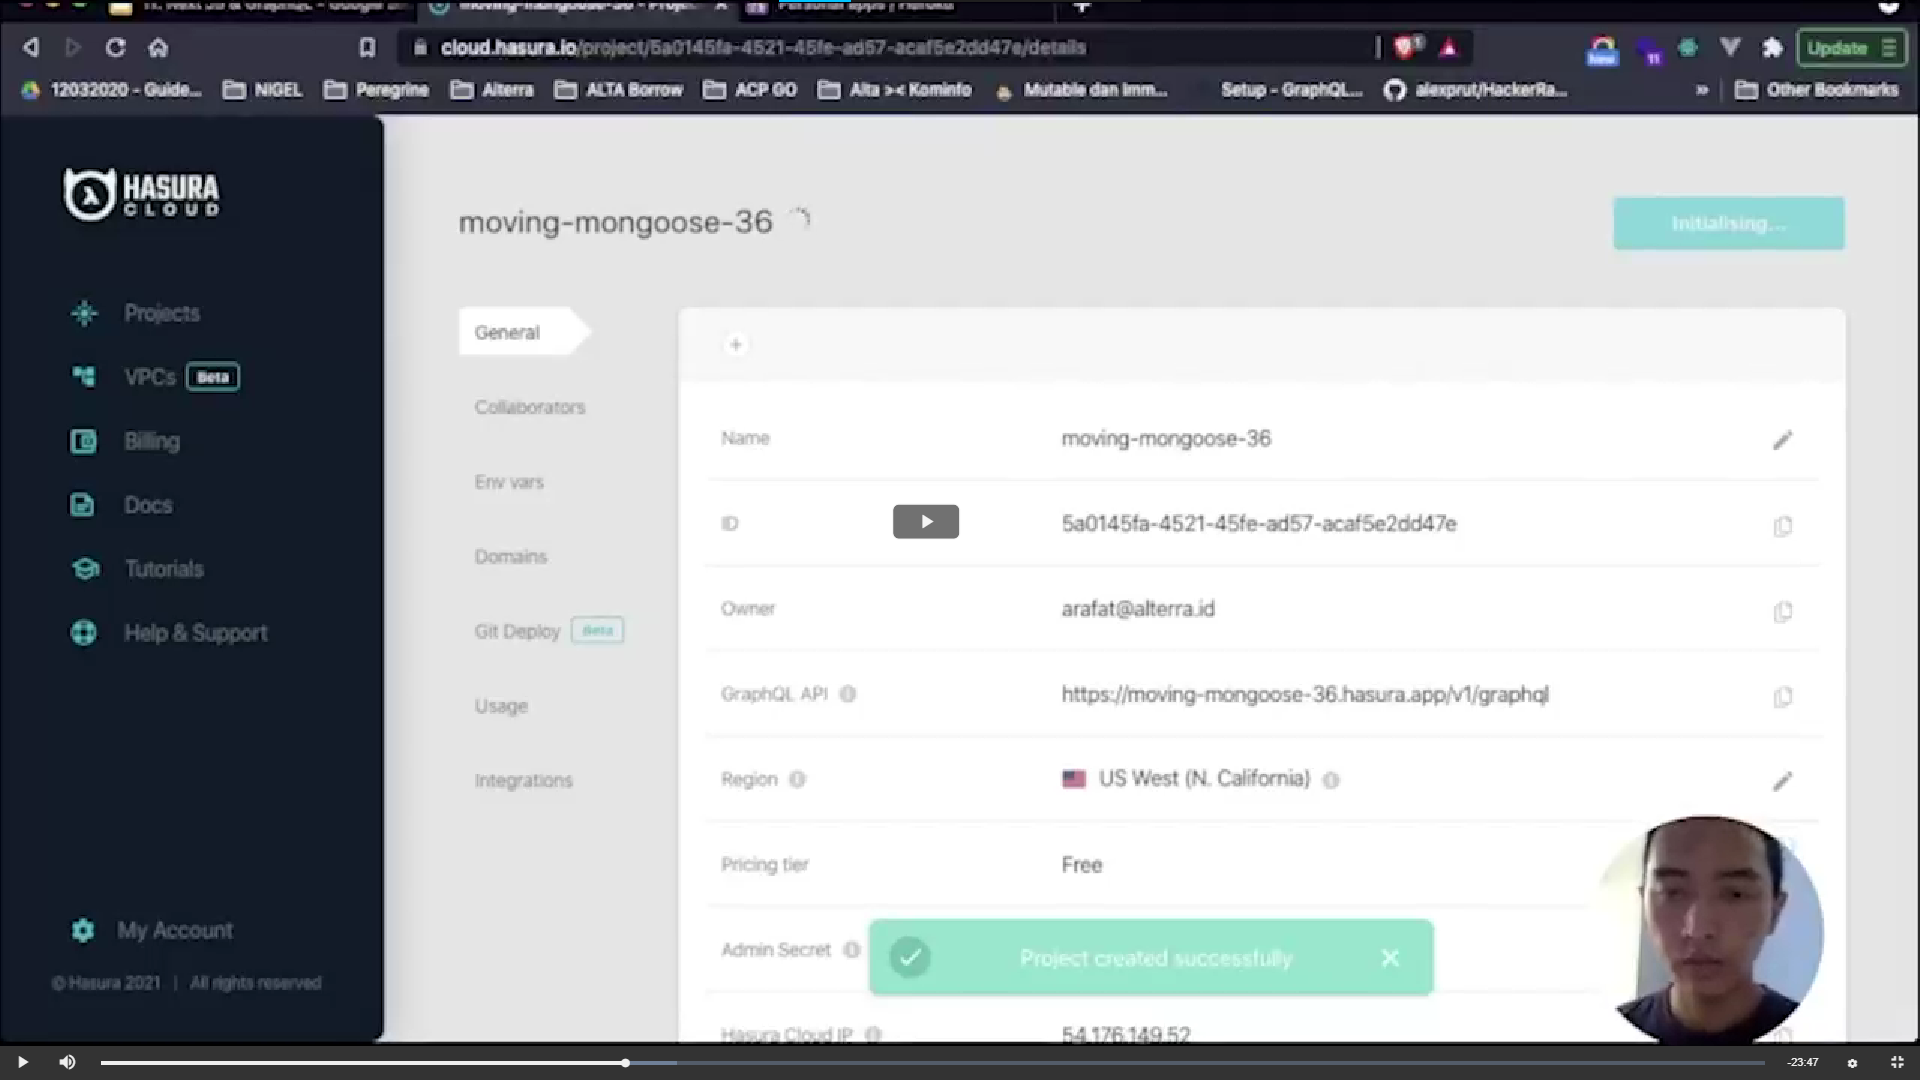 moving-mongoose-36 - Proje...
Personal apps | Heroku
cloud.hasura.io/project/5a0145fa-4521-45fe-ad57-acaf5e2dd47e/details
Update
New
11
12032020 - Guide...
NIGEL
Peregrine
Alterra
ALTA Borrow
ACP GO
Alta >< Kominfo
Mutable dan Imm...
Setup - GraphQL...
alexprut/HackerRa...
»
Other Bookmarks
HASURA
CLOUD
Projects
VPCs Beta
Billing
Docs
Tutorials
Help & Support
My Account
© Hasura 2021 | All rights reserved
moving-mongoose-36
Initialising...
General
Collaborators
Env vars
Domains
Git Deploy Beta
Usage
Integrations
Name moving-mongoose-36
ID 5a0145fa-4521-45fe-ad57-acaf5e2dd47e
Owner arafat@alterra.id
GraphQL API https://moving-mongoose-36.hasura.app/v1/graphql
Region US West (N. California)
Pricing tier Free
Admin Secret
Project created successfully
Hasura Cloud IP 54.176.149.52
-23:47